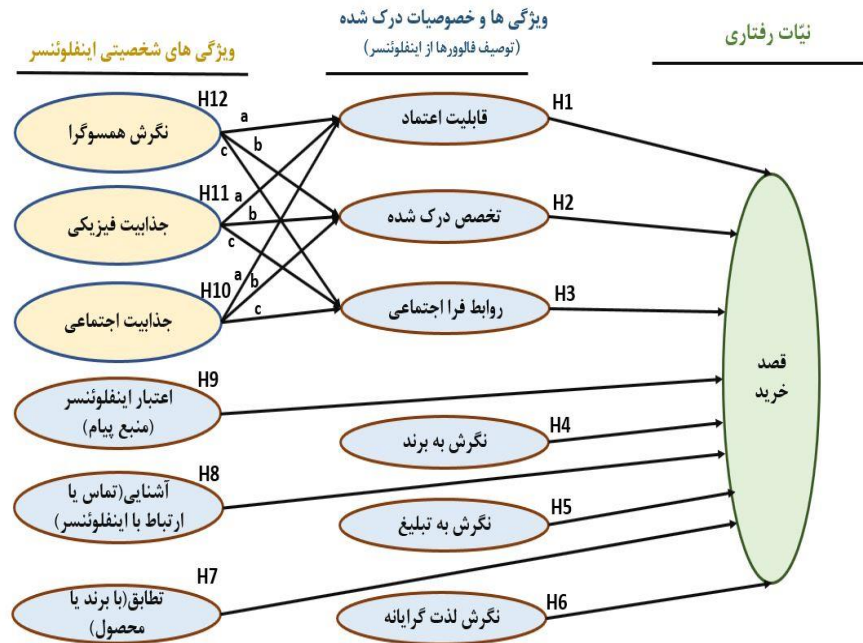 ویژگی ها و خصوصیات درک شده
(توصیف فالوورها از اینفلوئنسر)
نیّات رفتاری
ویژگی های شخصیتی اینفلوئنسر
H12
نگرش همسوگرا
a
b
c
H1
قابلیت اعتماد
H11
جذابیت فیزیکی
a
b
c
H2
تخصص درک شده
H10
جذابیت اجتماعی
a
b
c
H3
روابط فرا اجتماعی
قصد
خرید
H9
اعتبار اینفلوئنسر
(منبع پیام)
H4
نگرش به برند
H8
آشنایی(تماس یا
ارتباط با اینفلوئنسر)
H5
نگرش به تبلیغ
H7
تطابق(با برند یا
محصول)
H6
نگرش لذت گرایانه